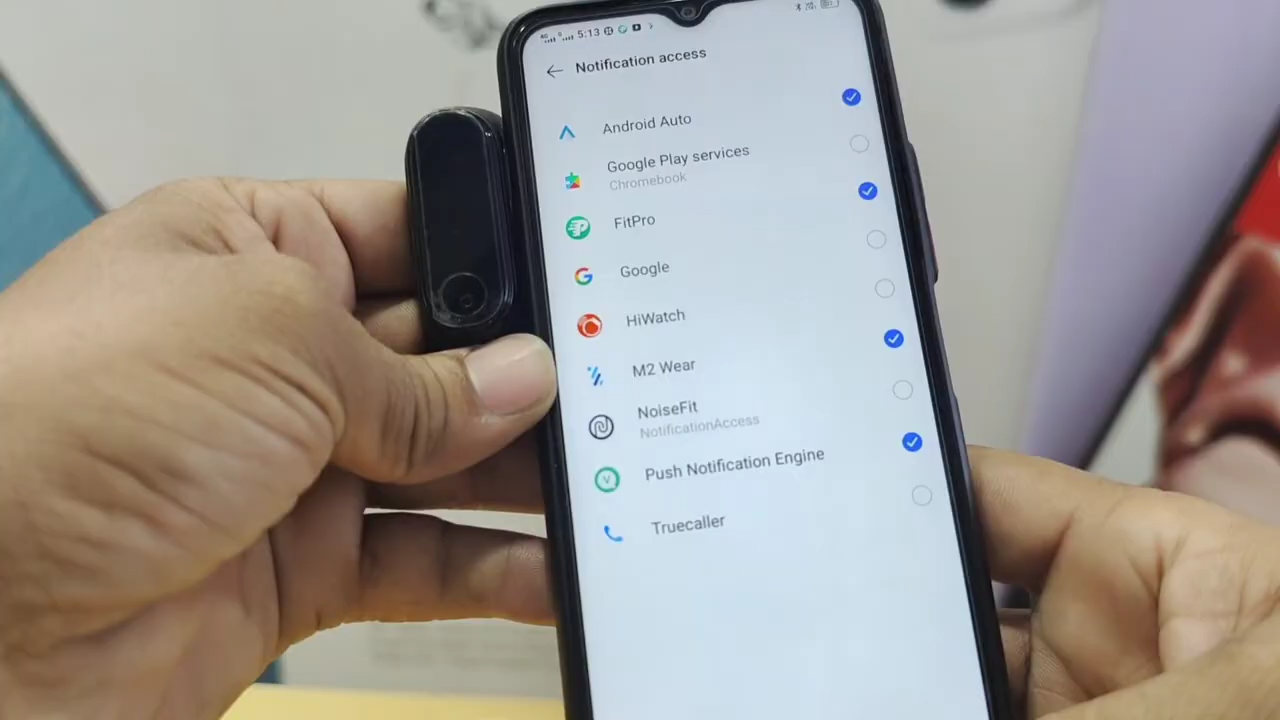 5:13
Notification access
Android Auto
Google Play services
Chromebook
FitPro
Google
HiWatch
M2 Wear
NoiseFit
NotificationAccess
Push Notification Engine
Truecaller